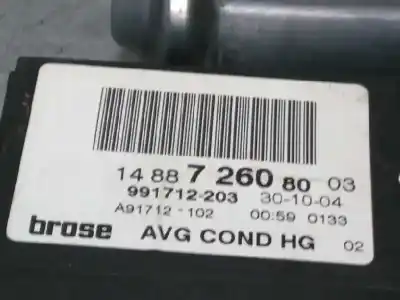 14 88 7 260 80 03
991712-203 30-10-04
A91712-102 00:59 0133
brose AVG COND HG 02